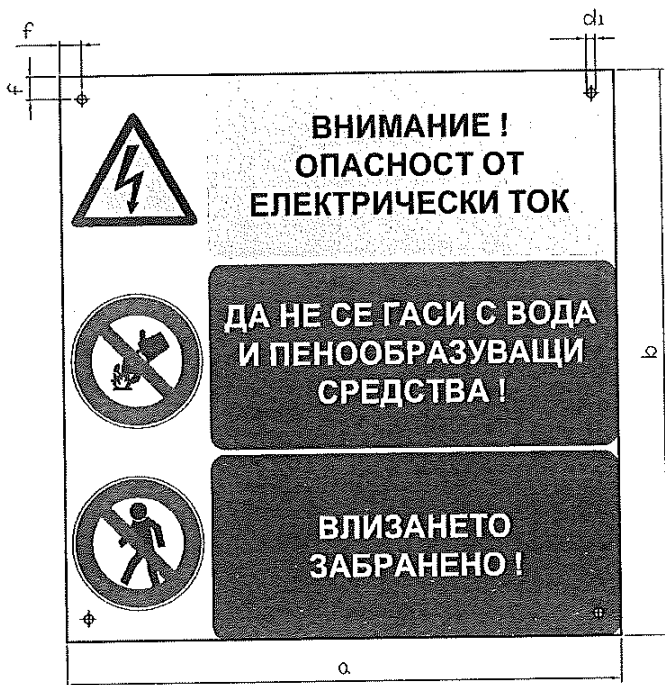 f
d1
f
ВНИМАНИЕ !
ОПАСНОСТ ОТ
ЕЛЕКТРИЧЕСКИ ТОК
ДА НЕ СЕ ГАСИ С ВОДА
И ПЕНООБРАЗУВАЩИ
СРЕДСТВА !
b
ВЛИЗАНЕТО
ЗАБРАНЕНО !
a